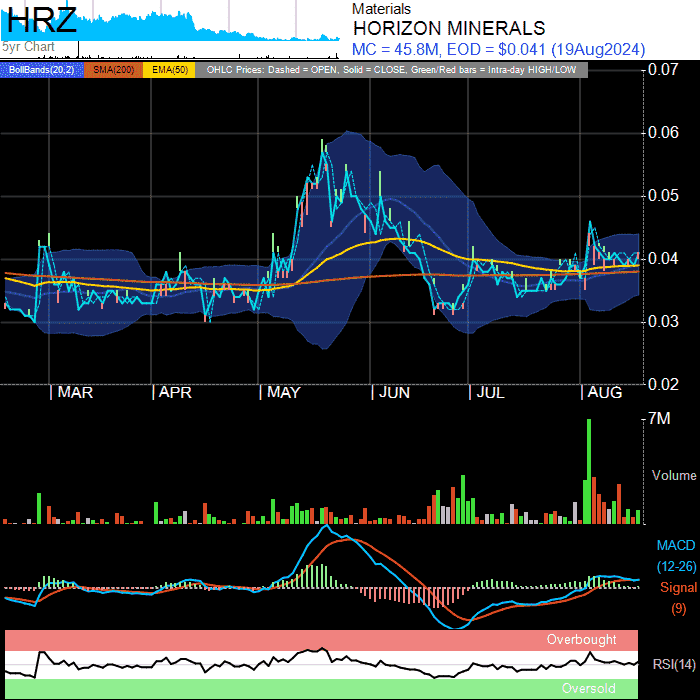 HRZ
5yr Chart
Materials
HORIZON MINERALS
MC = 45.8M, EOD = $0.041 (19Aug2024)
BollBands(20,2) SMA(200) EMA(50) OHLC Prices: Dashed = OPEN, Solid = CLOSE, Green/Red bars = Intra-day HIGH/LOW
0.07
0.06
0.05
0.04
0.03
0.02
MAR APR MAY JUN JUL AUG
7M
Volume
MACD
(12-26)
Signal
(9)
Overbought
RSI(14)
Oversold